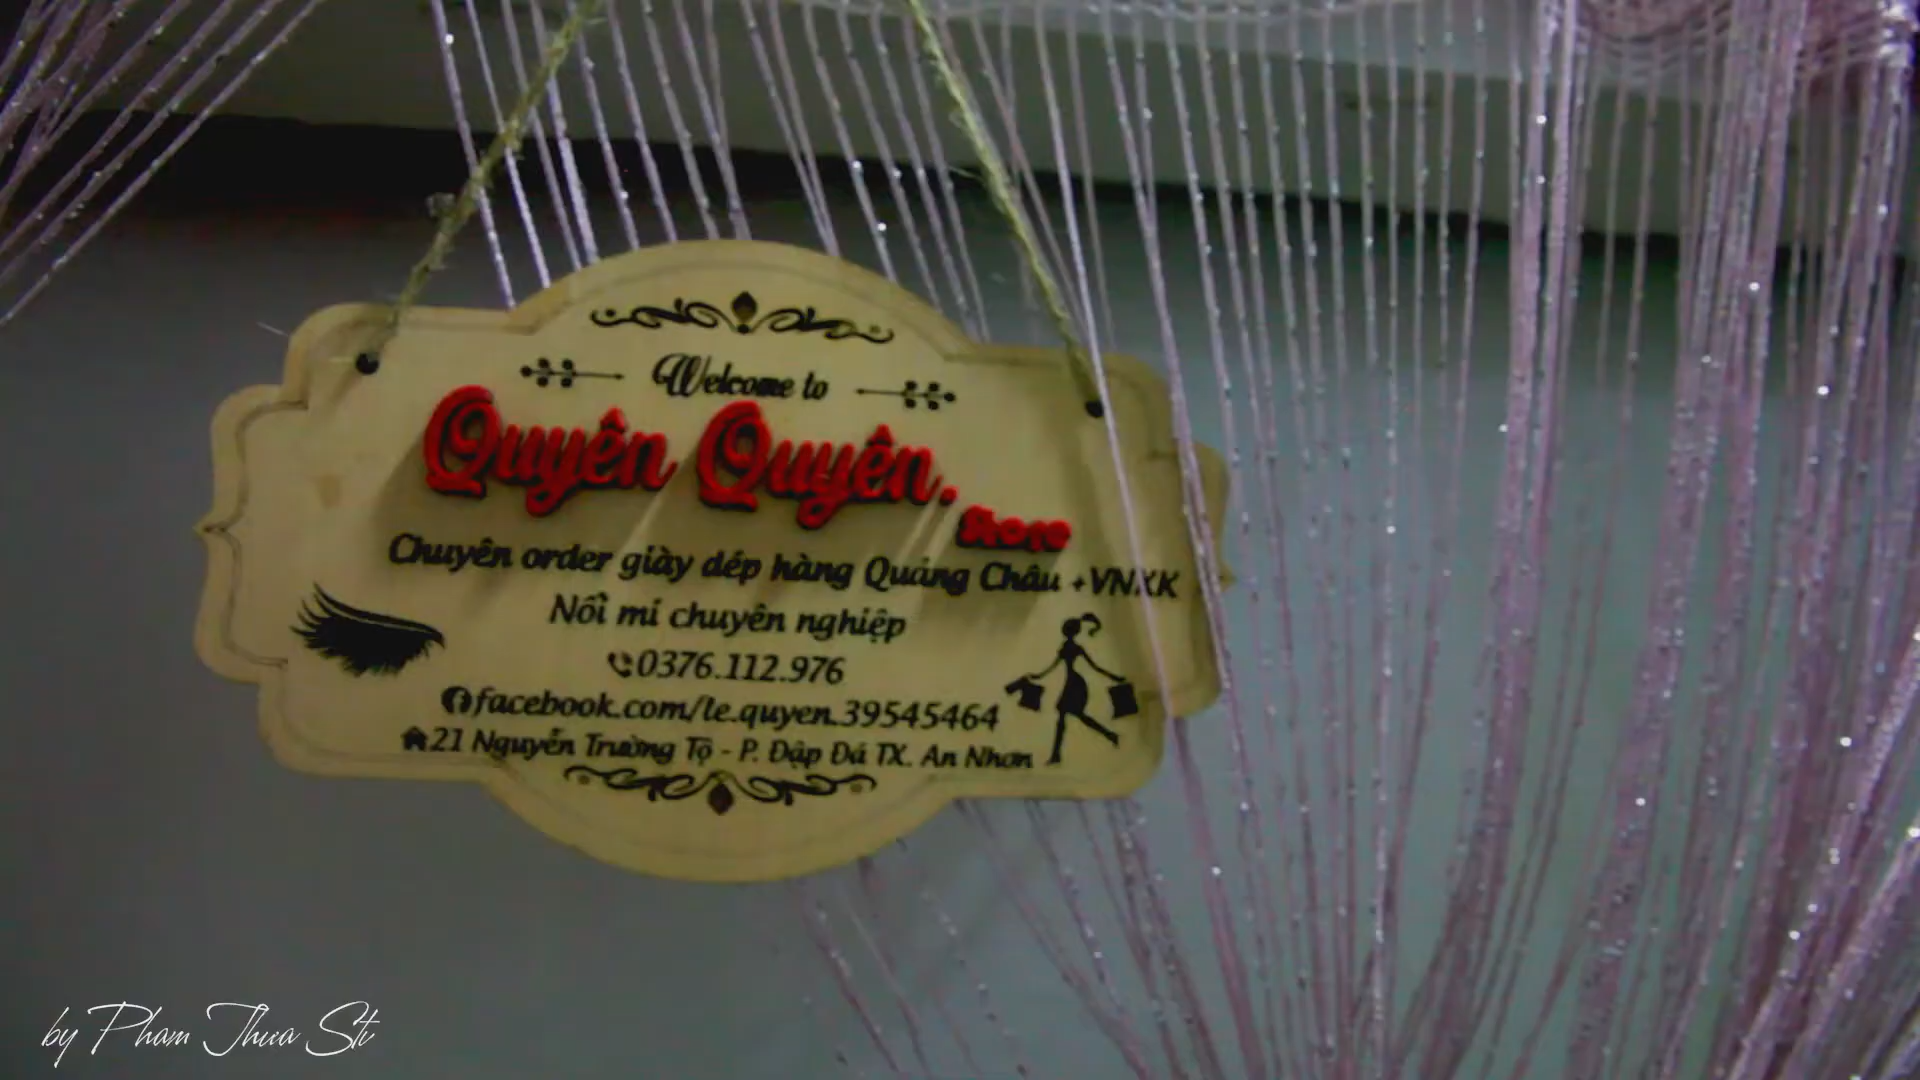 Welcome to
Quyên Quyên.
Store
Chuyên order giày dép hàng Quảng Châu +VNXK
Nối mi chuyên nghiệp
0376.112.976
facebook.com/le.quyen.39545464
21 Nguyễn Trường Tộ - P. Đập Đá TX. An Nhơn
by Pham Thua Sti